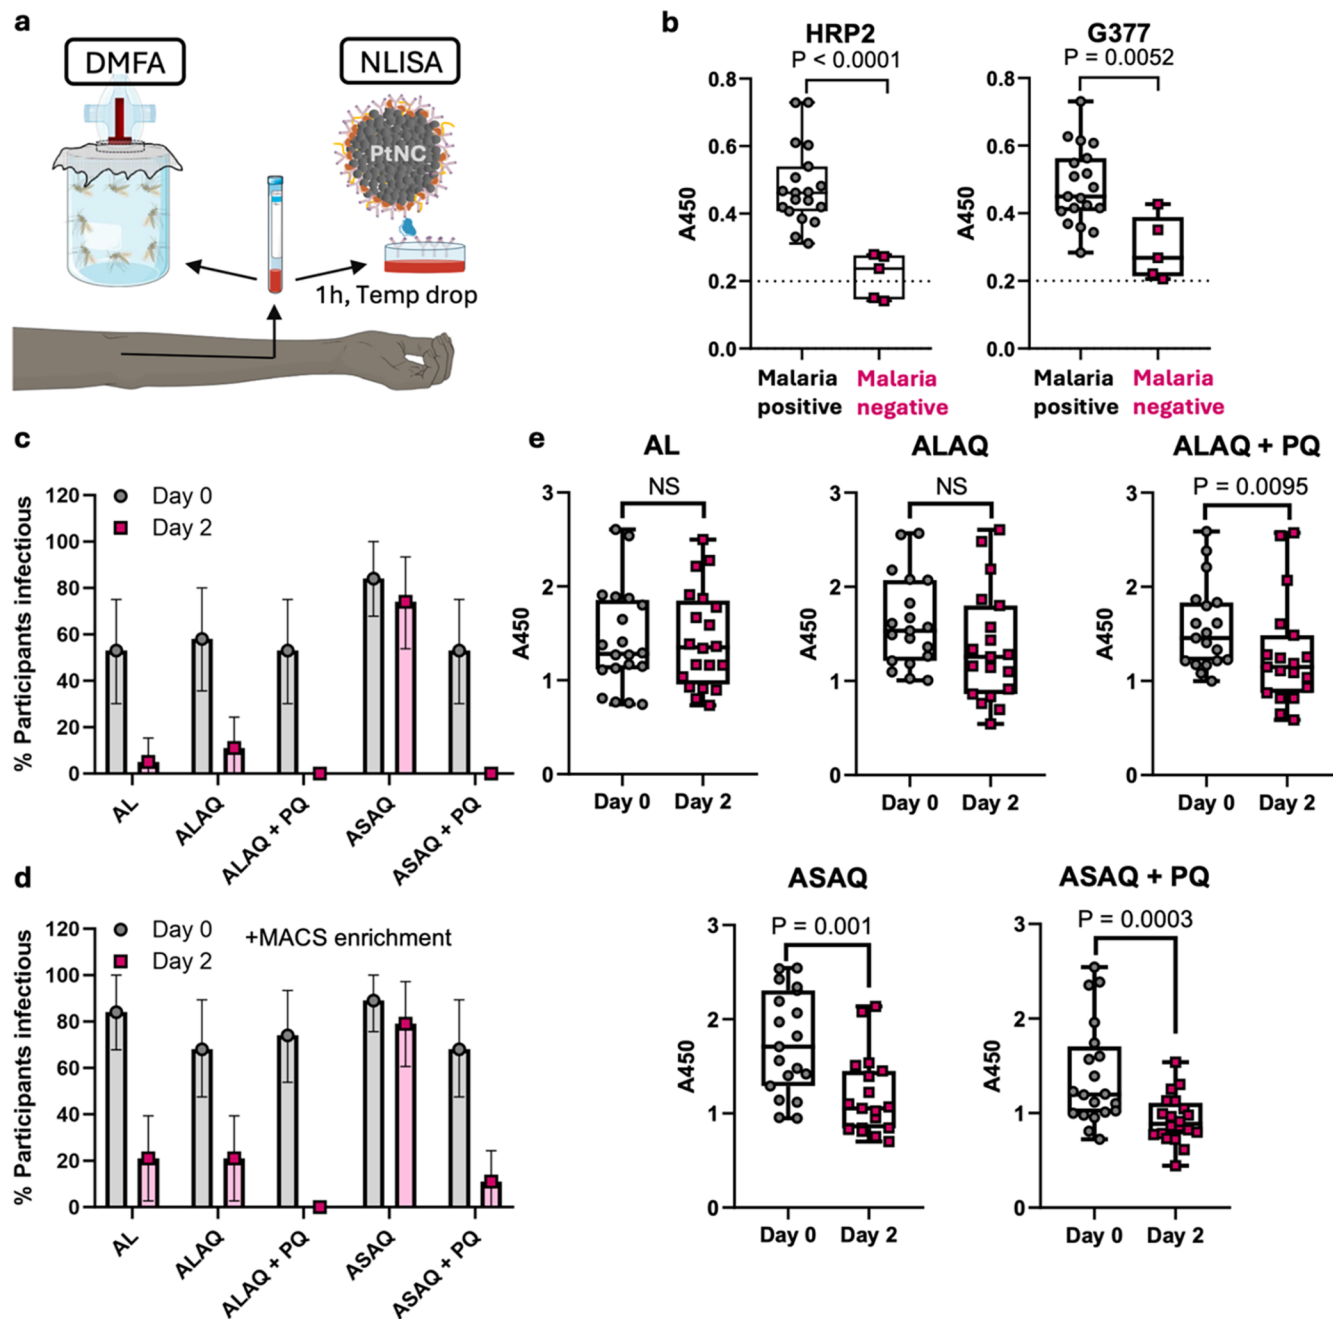 a
DMFA
NLISA
PtNC
1h, Temp drop
b
HRP2
P < 0.0001
A450
0.8
0.6
0.4
0.2
0.0
Malaria
positive
Malaria
negative
G377
P = 0.0052
A450
0.8
0.6
0.4
0.2
0.0
Malaria
positive
Malaria
negative
c
% Participants infectious
120
100
80
60
40
20
0
Day 0
Day 2
AL
ALAQ
ALAQ + PQ
ASAQ
ASAQ + PQ
d
% Participants infectious
120
100
80
60
40
20
0
Day 0
Day 2
+MACS enrichment
AL
ALAQ
ALAQ + PQ
ASAQ
ASAQ + PQ
e
AL
NS
A450
3
2
1
0
Day 0 Day 2
ALAQ
NS
A450
3
2
1
0
Day 0 Day 2
ALAQ + PQ
P = 0.0095
A450
3
2
1
0
Day 0 Day 2
ASAQ
P = 0.001
A450
3
2
1
0
Day 0 Day 2
ASAQ + PQ
P = 0.0003
A450
3
2
1
0
Day 0 Day 2